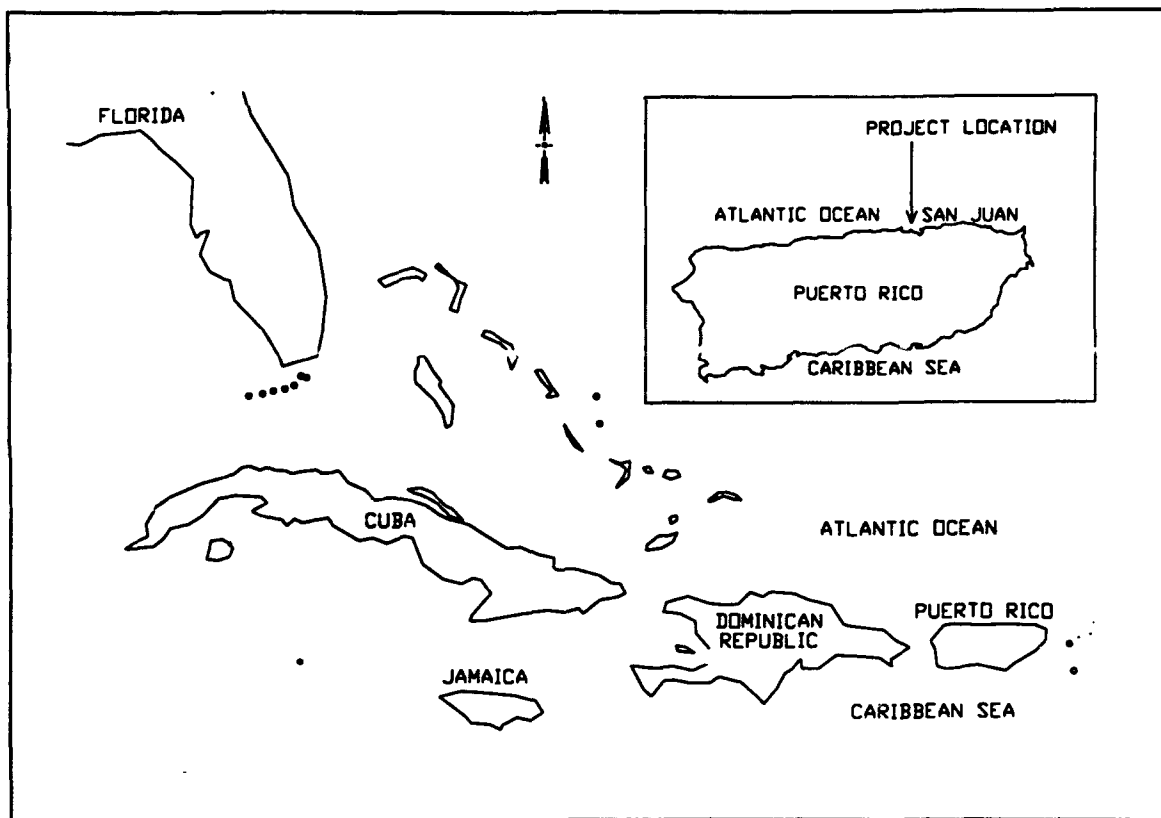 FLORIDA
PROJECT LOCATION
ATLANTIC OCEAN
SAN JUAN
PUERTO RICO
CARIBBEAN SEA
CUBA
ATLANTIC OCEAN
DOMINICAN
REPUBLIC
PUERTO RICO
JAMAICA
CARIBBEAN SEA